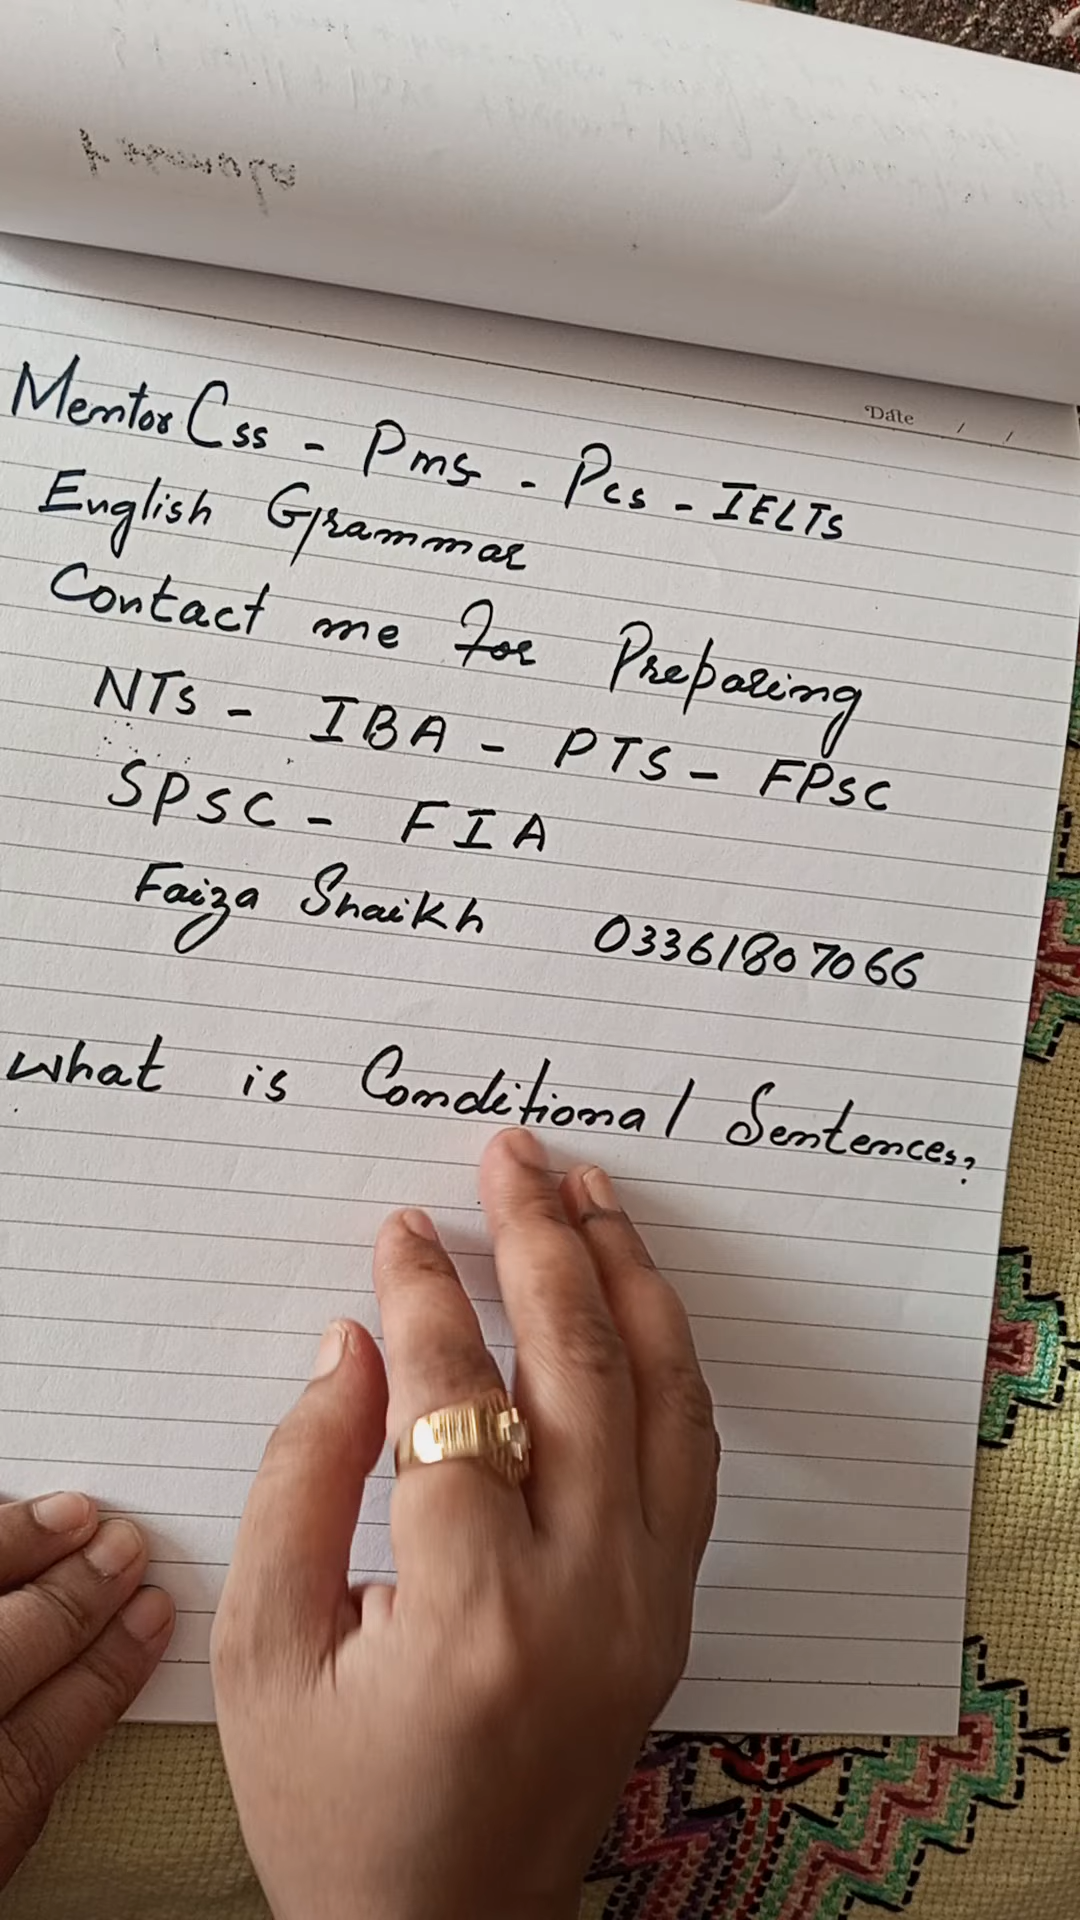 Date / /
Mentor Css - Pms - Pcs - IELTS
English Grammar
Contact me For Preparing
NTS - IBA - PTS - FPSC
SPSC - FIA
Faiza Shaikh 03361807066
What is Conditional Sentences?